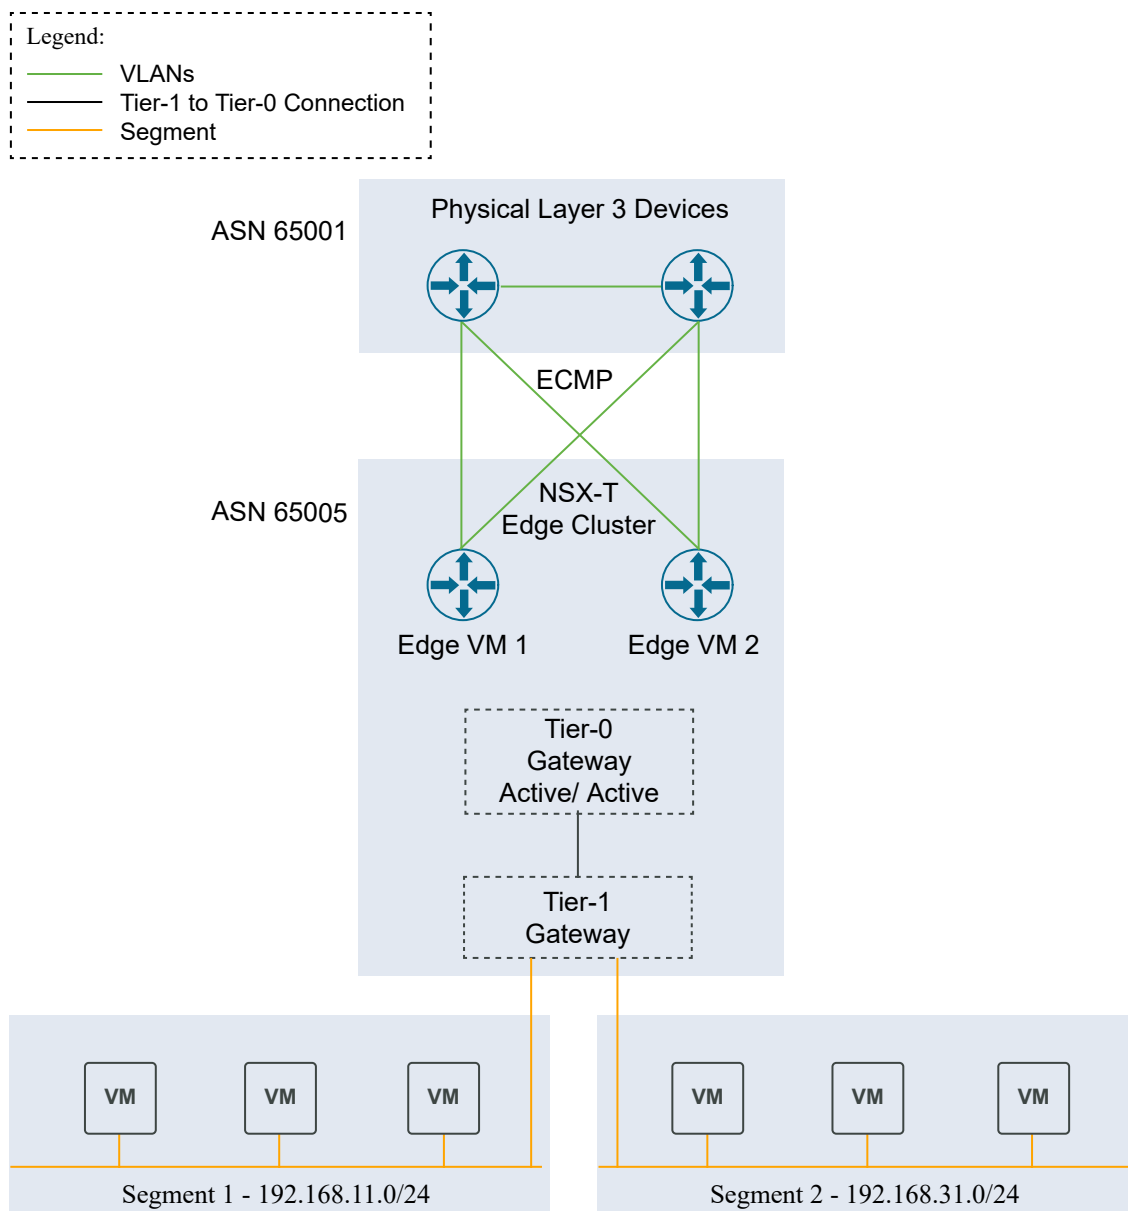 Legend:
VLANs
Tier-1 to Tier-0 Connection
Segment
Physical Layer 3 Devices
ASN 65001
ECMP
ASN 65005
NSX-T
Edge Cluster
Edge VM 1
Edge VM 2
Tier-0
Gateway
Active/ Active
Tier-1
Gateway
VM
VM
VM
VM
VM
VM
Segment 1 - 192.168.11.0/24
Segment 2 - 192.168.31.0/24